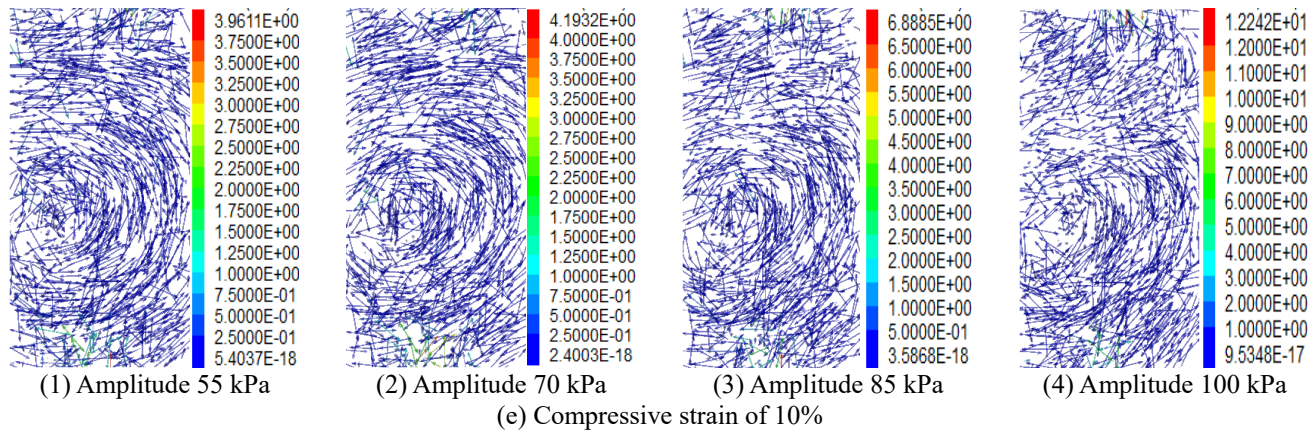 3.9611E+00
3.7500E+00
3.5000E+00
3.2500E+00
3.0000E+00
2.7500E+00
2.5000E+00
2.2500E+00
2.0000E+00
1.7500E+00
1.5000E+00
1.2500E+00
1.0000E+00
7.5000E-01
5.0000E-01
2.5000E-01
5.4037E-18
(1) Amplitude 55 kPa
4.1932E+00
4.0000E+00
3.7500E+00
3.5000E+00
3.2500E+00
3.0000E+00
2.7500E+00
2.5000E+00
2.2500E+00
2.0000E+00
1.7500E+00
1.5000E+00
1.2500E+00
1.0000E+00
7.5000E-01
5.0000E-01
2.5000E-01
2.4003E-18
(2) Amplitude 70 kPa
6.8885E+00
6.5000E+00
6.0000E+00
5.5000E+00
5.0000E+00
4.5000E+00
4.0000E+00
3.5000E+00
3.0000E+00
2.5000E+00
2.0000E+00
1.5000E+00
1.0000E+00
5.0000E-01
3.5868E-18
(3) Amplitude 85 kPa
1.2242E+01
1.2000E+01
1.1000E+01
1.0000E+01
9.0000E+00
8.0000E+00
7.0000E+00
6.0000E+00
5.0000E+00
4.0000E+00
3.0000E+00
2.0000E+00
1.0000E+00
9.5348E-17
(4) Amplitude 100 kPa
(e) Compressive strain of 10%